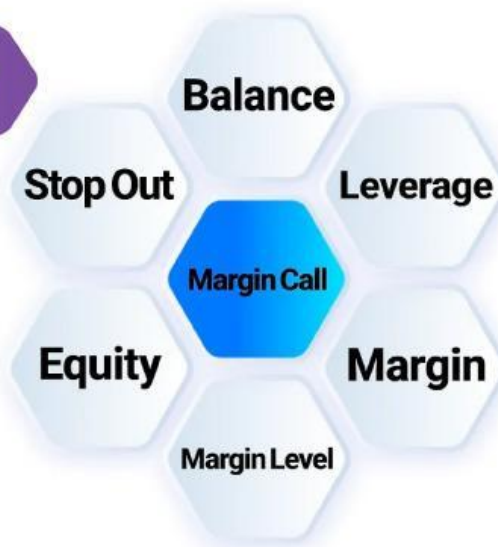 Balance
Stop Out
Leverage
Margin Call
Equity
Margin
Margin Level